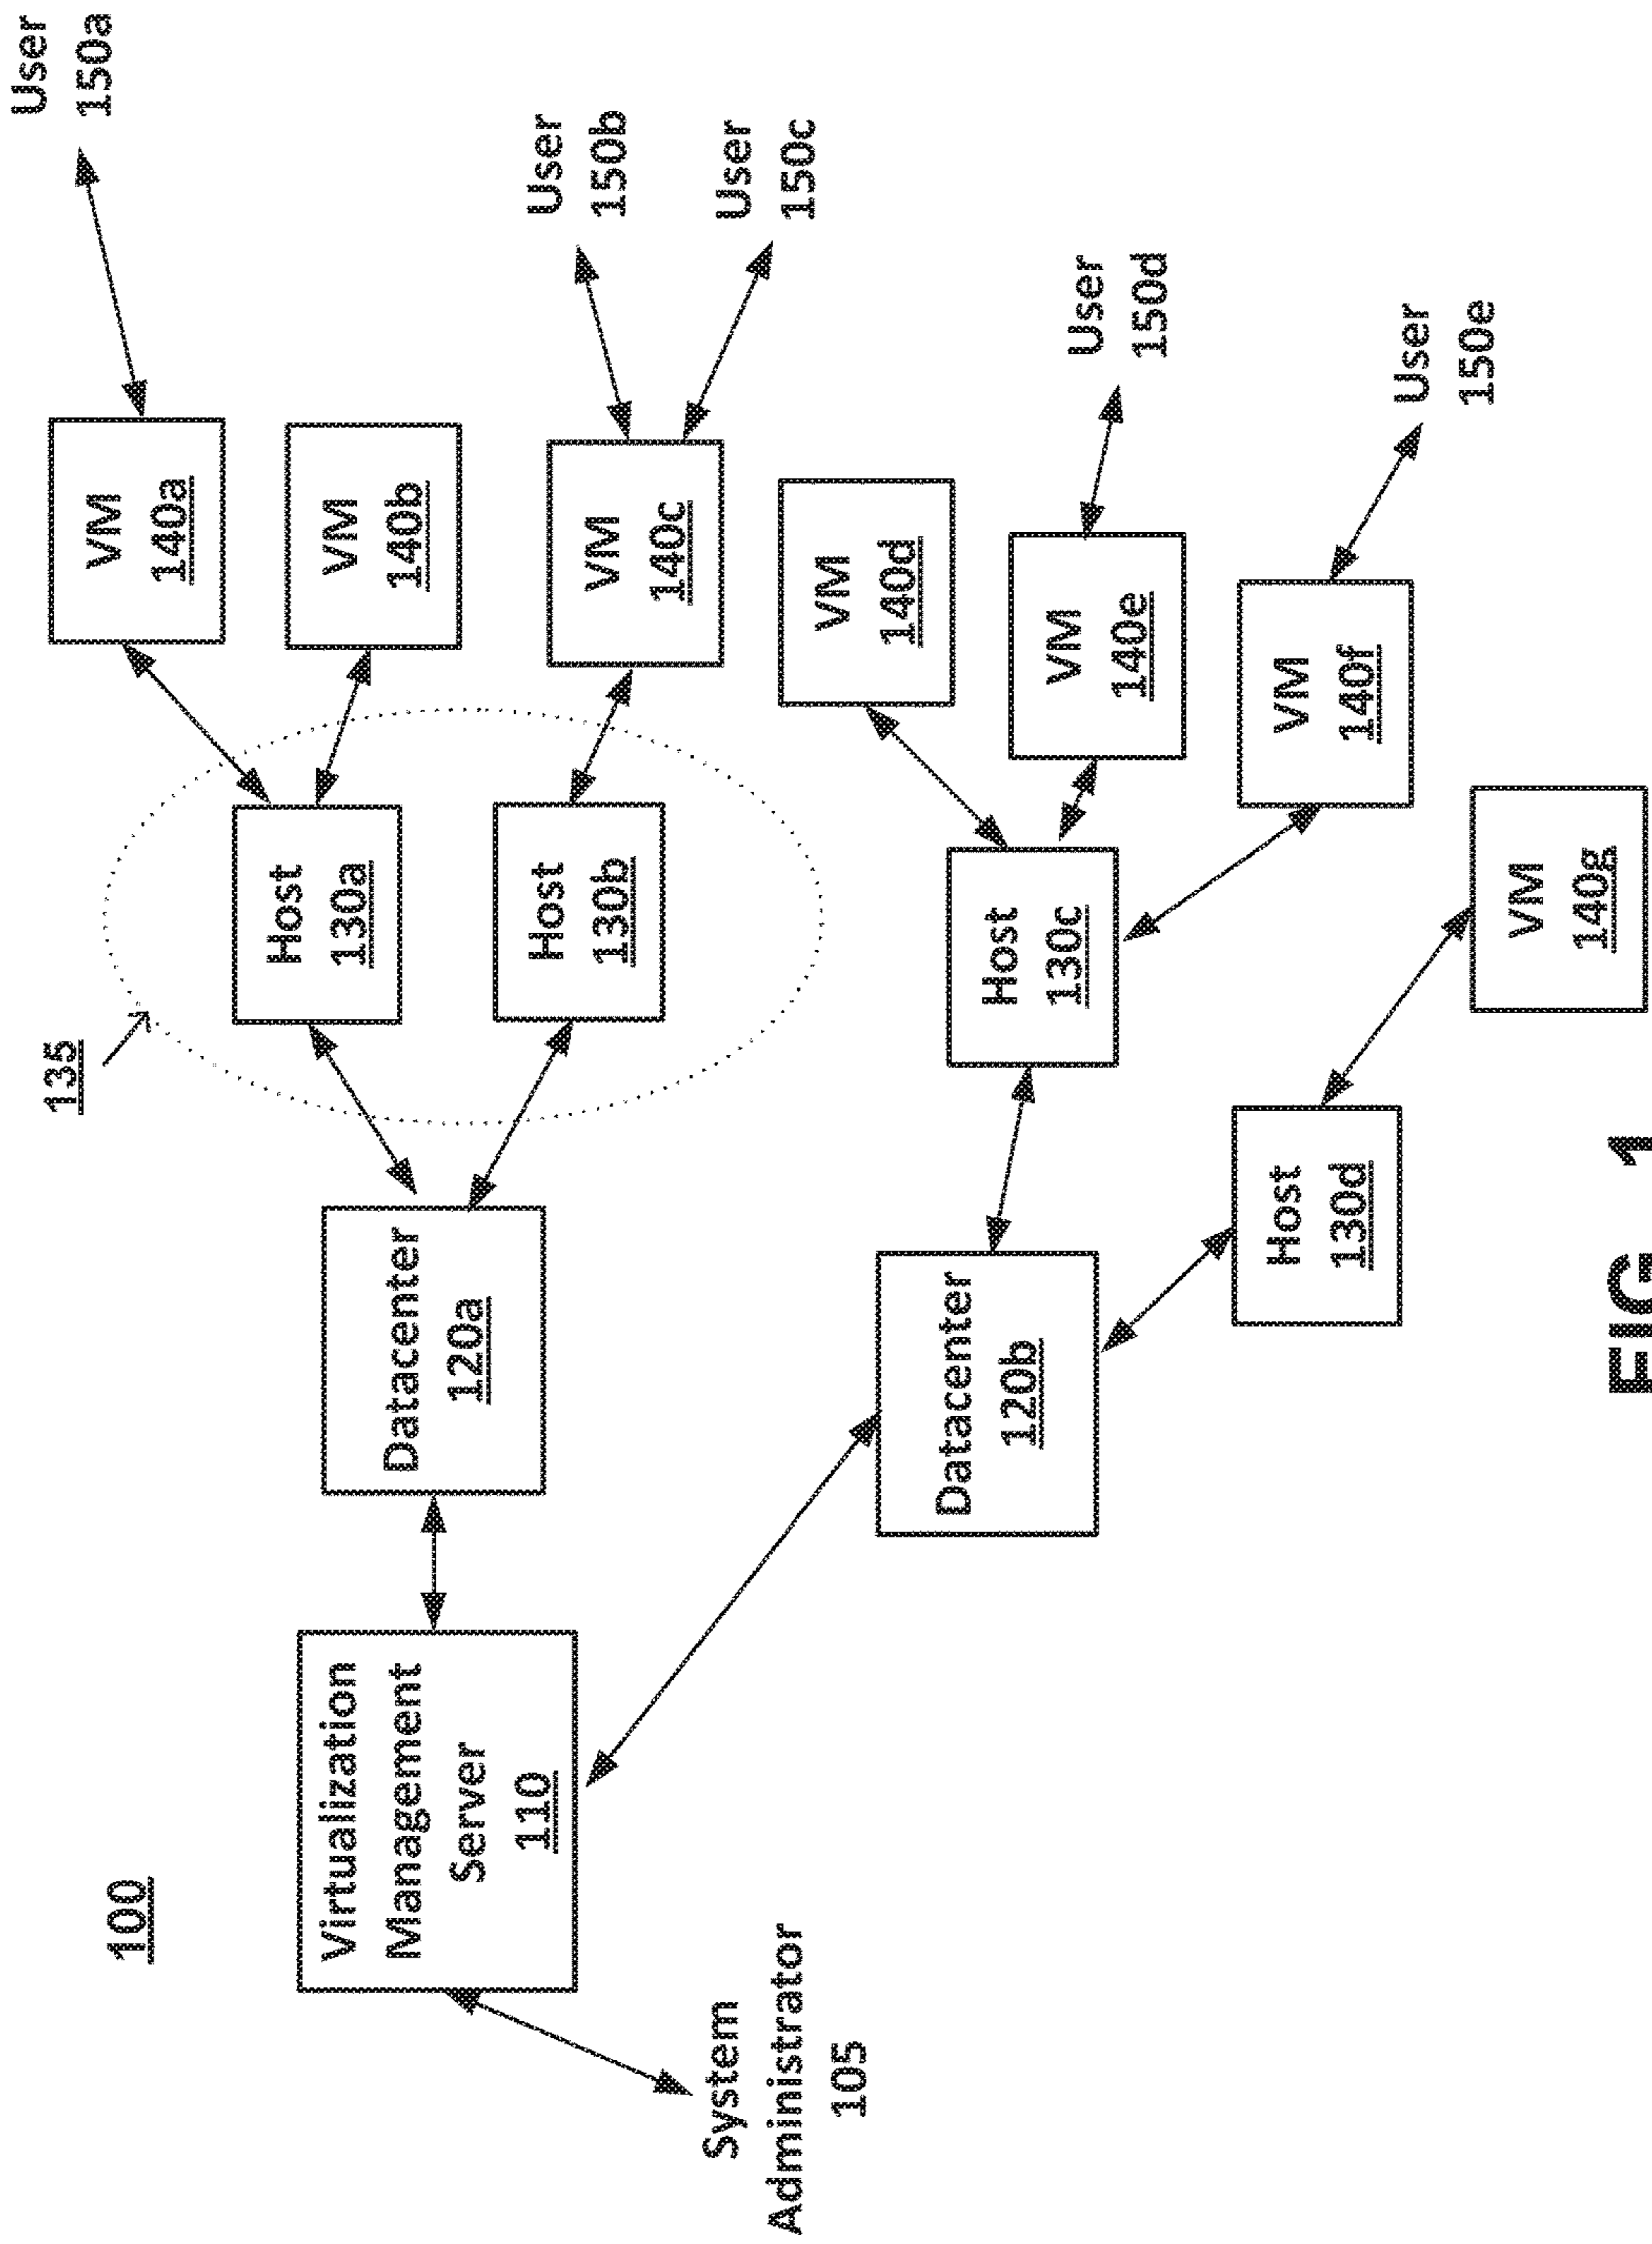 100
135
Virtualization
Management
Server
110
System
Administrator
105
Datacenter
120a
Datacenter
120b
Host
130a
Host
130b
Host
130c
Host
130d
VM
140a
VM
140b
VM
140c
VM
140d
VM
140e
VM
140f
VM
140g
User
150a
User
150b
User
150c
User
150d
User
150e
FIG. 1